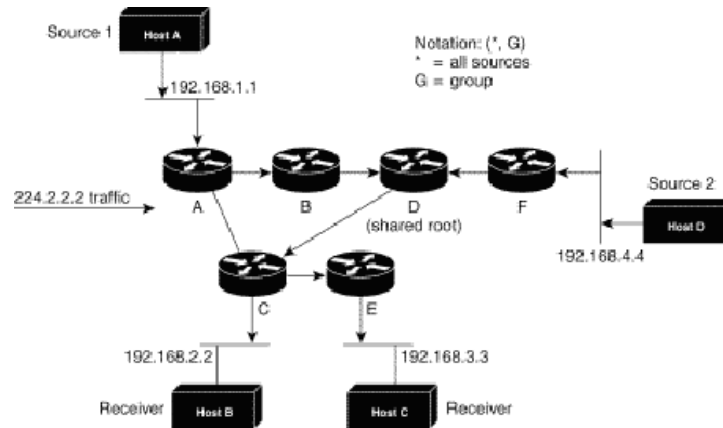 Source 1
Host A
Notation: (*, G)
* = all sources
G = group
192.168.1.1
224.2.2.2 traffic
A
B
D
(shared root)
F
Source 2
Host D
192.168.4.4
C
E
192.168.2.2
192.168.3.3
Receiver
Host B
Host C
Receiver